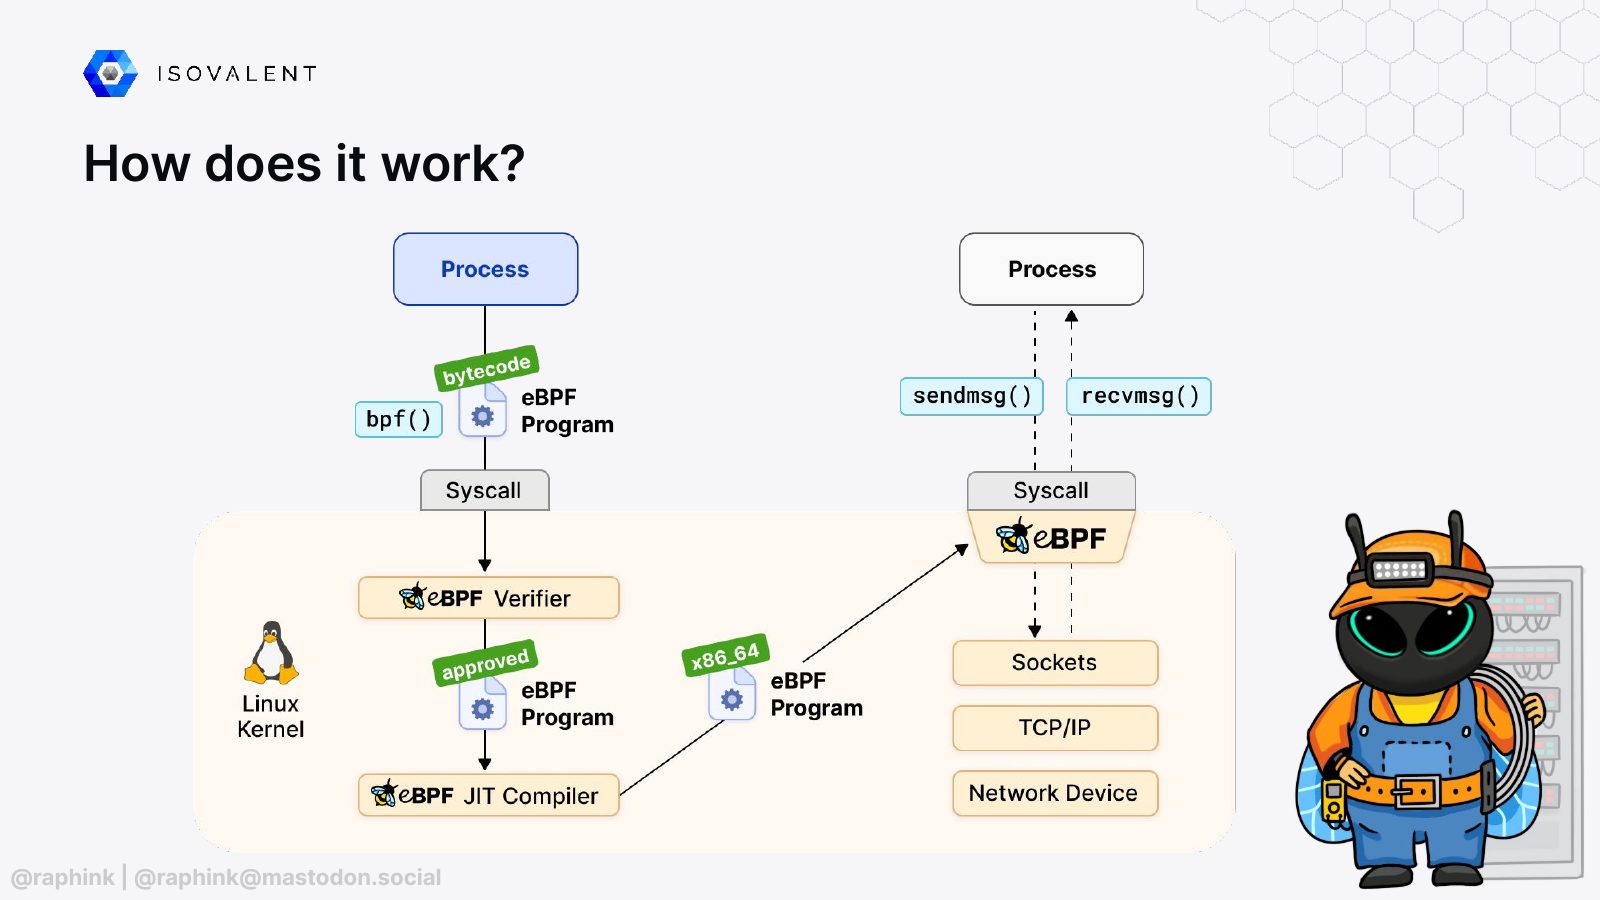 ISOVALENT
How does it work?
Process
bytecode
bpf()
eBPF
Program
Syscall
eBPF Verifier
approved
eBPF
Program
eBPF JIT Compiler
Linux
Kernel
x86_64
eBPF
Program
Process
sendmsg()
recvmsg()
Syscall
eBPF
Sockets
TCP/IP
Network Device
@raphink | @raphink@mastodon.social